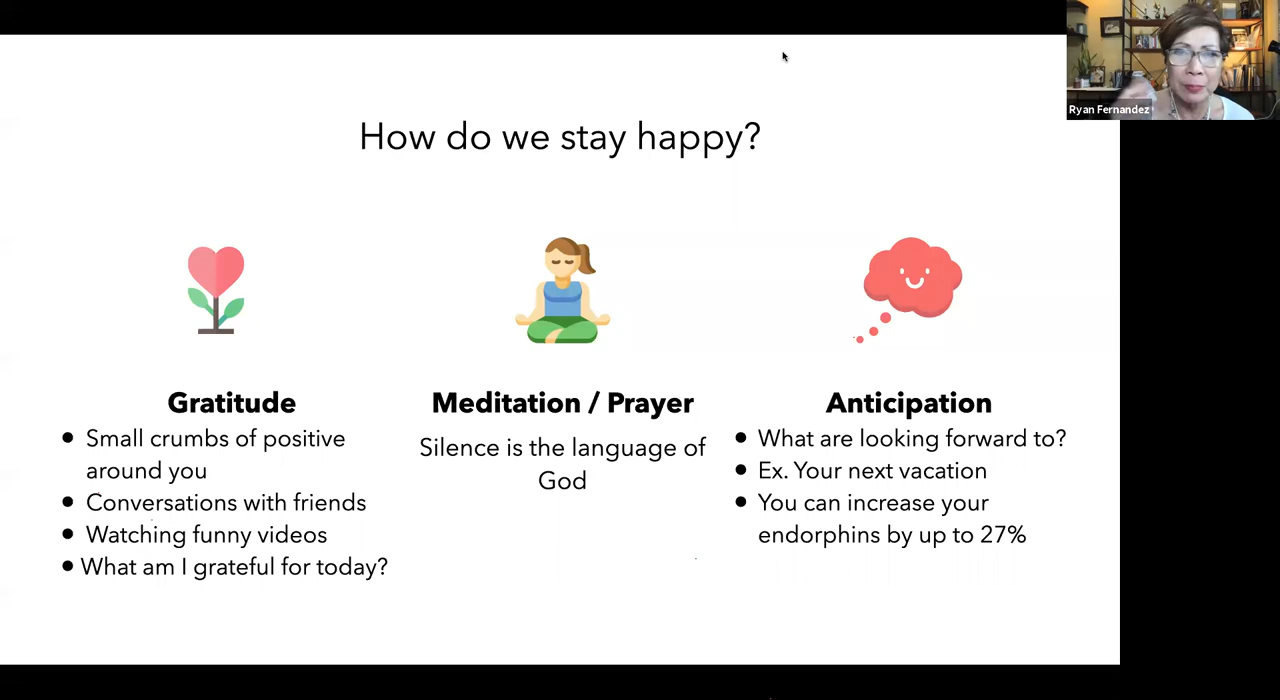 Ryan Fernandez
How do we stay happy?
Gratitude
• Small crumbs of positive
around you
• Conversations with friends
• Watching funny videos
• What am I grateful for today?
Meditation / Prayer
Silence is the language of
God
Anticipation
• What are looking forward to?
• Ex. Your next vacation
• You can increase your
endorphins by up to 27%